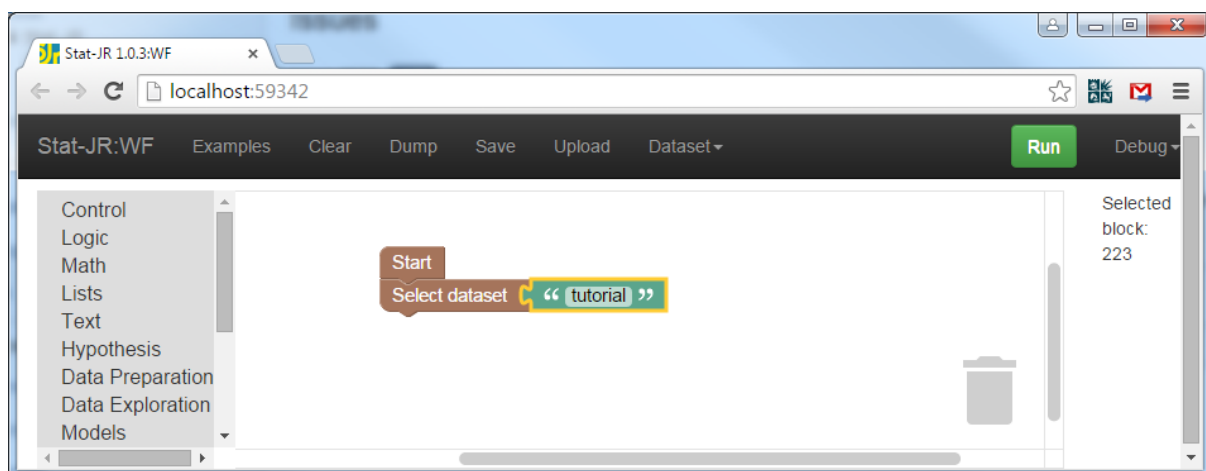 Issues
Stat-JR 1.0.3:WF
localhost:59342
Stat-JR:WF Examples Clear Dump Save Upload Dataset Run Debug
Control
Logic
Math
Lists
Text
Hypothesis
Data Preparation
Data Exploration
Models
Start
Select dataset “ tutorial ”
Selected
block:
223